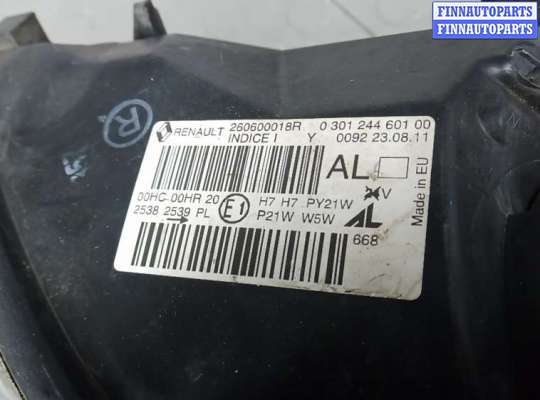 FINNAUTOPARTS
FINNAUTOPARTS
R
RENAULT 260600018R 0 301 244 601 00
INDICE I Y 0092 23.08.11
AL
Made in EU
00HC 00HR 20 E1 H7 H7 PY21W V
2538 2539 PL P21W W5W AL
668